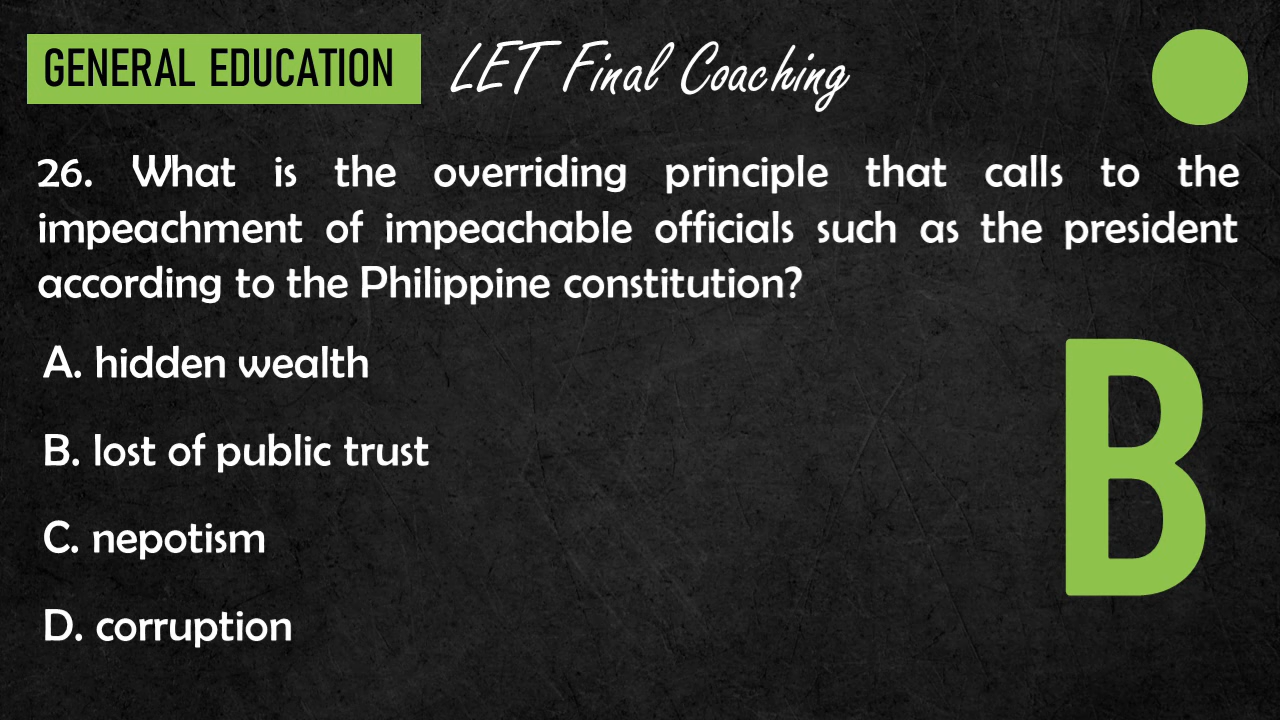 GENERAL EDUCATION LET Final Coaching
26. What is the overriding principle that calls to the
impeachment of impeachable officials such as the president
according to the Philippine constitution?
A. hidden wealth
B. lost of public trust
C. nepotism
D. corruption
B